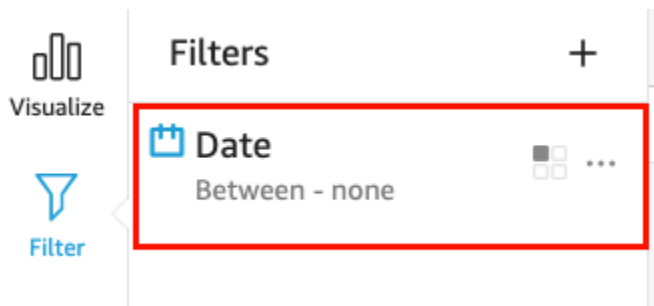 Filters
Visualize
Date
Between - none
Filter